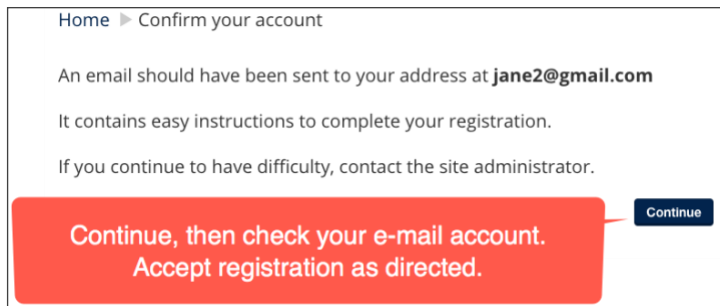 Home ▶ Confirm your account
An email should have been sent to your address at jane2@gmail.com
It contains easy instructions to complete your registration.
If you continue to have difficulty, contact the site administrator.
Continue
Continue, then check your e-mail account.
Accept registration as directed.